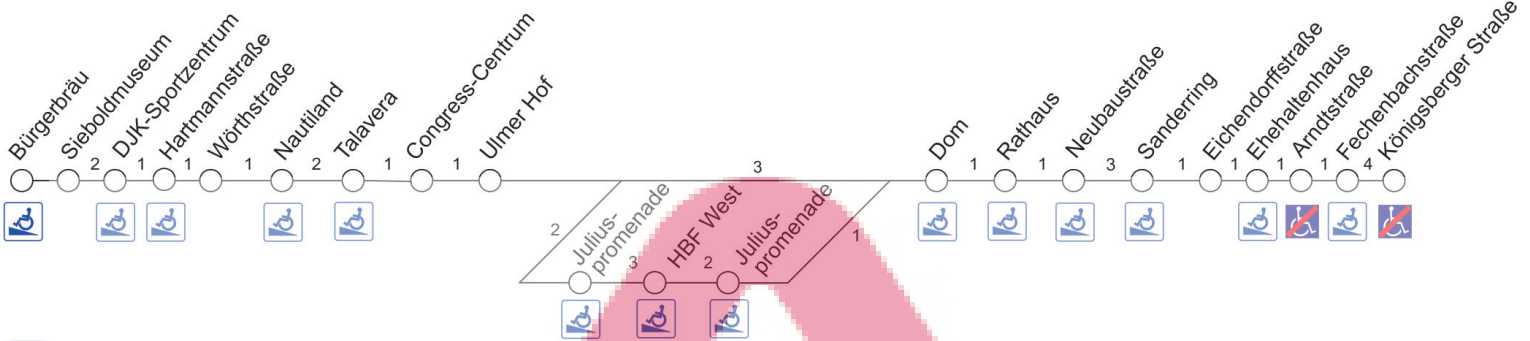 Bürgerbräu
Sieboldmuseum
DJK-Sportzentrum
Hartmannstraße
Wörthstraße
Nautiland
Talavera
Congress-Centrum
Ulmer Hof
Dom
Rathaus
Neubaustraße
Sanderring
Eichendorffstraße
Ehehaltenhaus
Arndtstraße
Fechenbachstraße
Königsberger Straße
2
1
1
1
1
2
1
1
3
1
1
3
1
1
1
1
4
Julius-
promenade
HBF West
Julius-
promenade
2
3
2
1